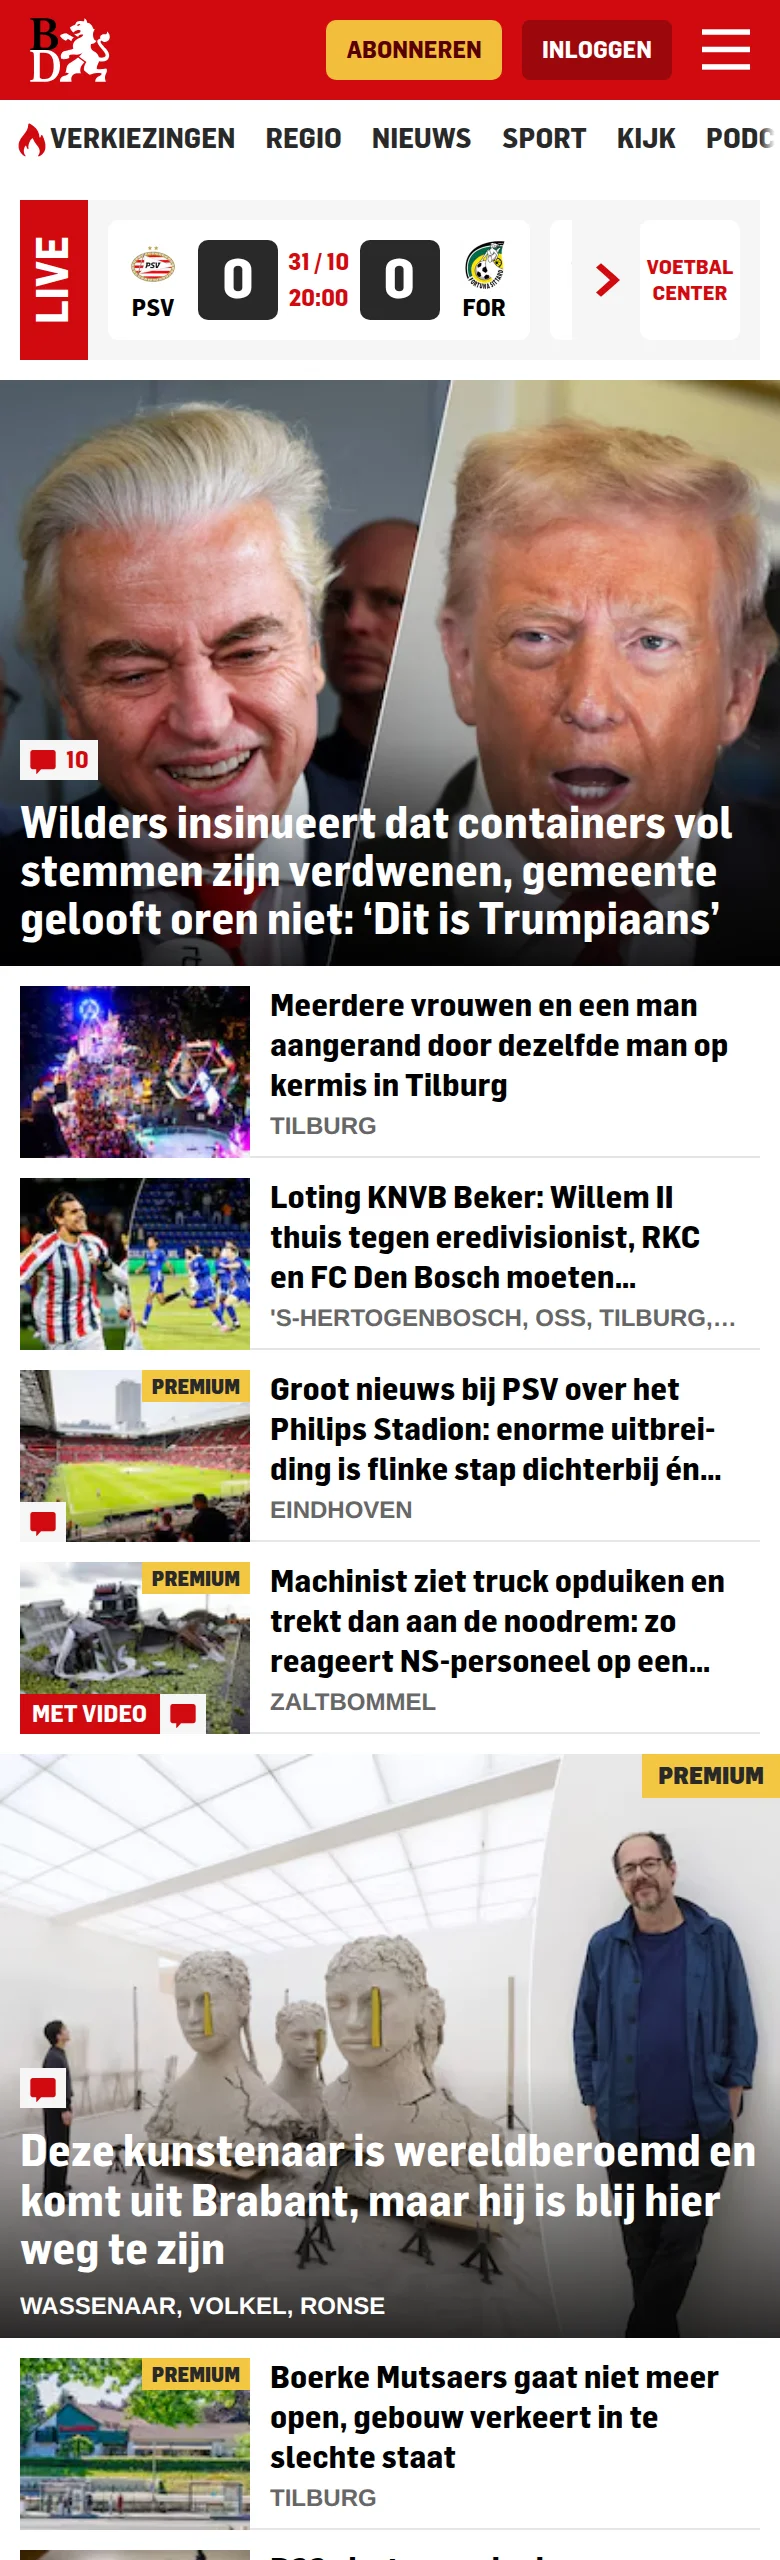 BD
ABONNEREN
INLOGGEN
VERKIEZINGEN REGIO NIEUWS SPORT KIJK PODC
LIVE
PSV
PSV
0
31 / 10
20:00
0
FOR
VOETBAL
CENTER
10
Wilders insinueert dat containers vol
stemmen zijn verdwenen, gemeente
gelooft oren niet: ‘Dit is Trumpiaans’
Meerdere vrouwen en een man
aangerand door dezelfde man op
kermis in Tilburg
TILBURG
Loting KNVB Beker: Willem II
thuis tegen eredivisionist, RKC
en FC Den Bosch moeten...
'S-HERTOGENBOSCH, OSS, TILBURG,...
PREMIUM
Groot nieuws bij PSV over het
Philips Stadion: enorme uitbrei-
ding is flinke stap dichterbij én...
EINDHOVEN
PREMIUM
MET VIDEO
Machinist ziet truck opduiken en
trekt dan aan de noodrem: zo
reageert NS-personeel op een...
ZALTBOMMEL
PREMIUM
Deze kunstenaar is wereldberoemd en
komt uit Brabant, maar hij is blij hier
weg te zijn
WASSENAAR, VOLKEL, RONSE
PREMIUM
Boerke Mutsaers gaat niet meer
open, gebouw verkeert in te
slechte staat
TILBURG